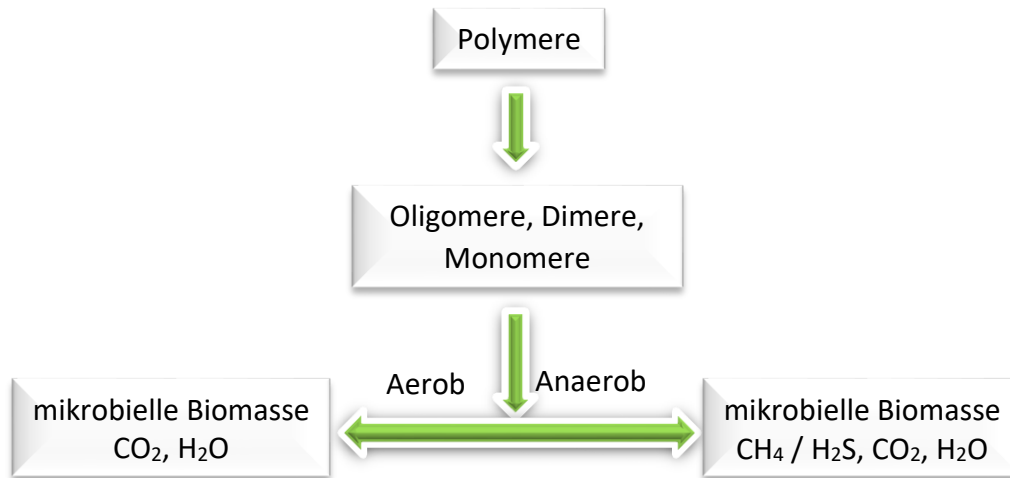 Polymere
Oligomere, Dimere,
Monomere
Aerob
Anaerob
mikrobielle Biomasse
CO₂, H₂O
mikrobielle Biomasse
CH₄ / H₂S, CO₂, H₂O